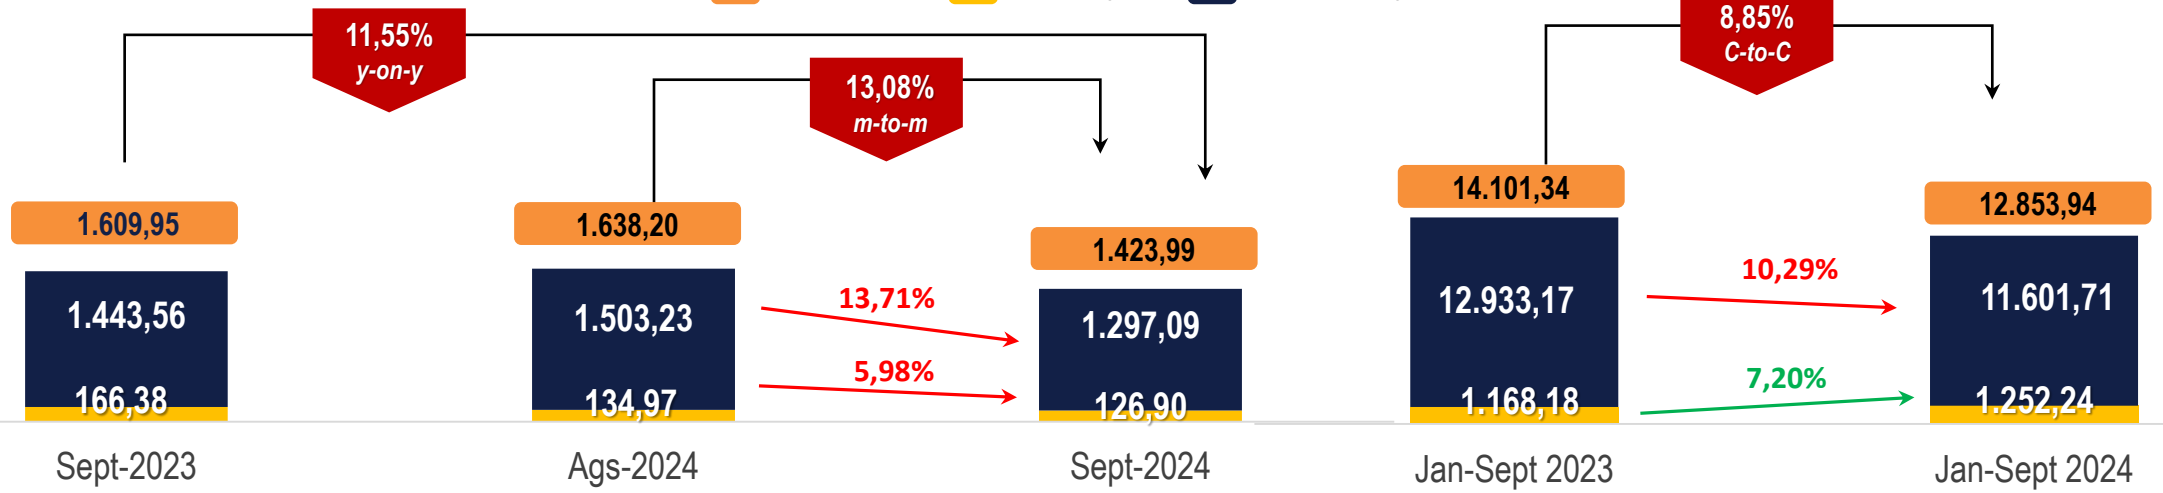 11,55%
y-on-y
13,08%
m-to-m
8,85%
C-to-C
1.609,95
1.638,20
1.423,99
14.101,34
12.853,94
1.443,56
166,38
1.503,23
134,97
13,71%
5,98%
1.297,09
126,90
12.933,17
1.168,18
10,29%
7,20%
11.601,71
1.252,24
Sept-2023
Ags-2024
Sept-2024
Jan-Sept 2023
Jan-Sept 2024